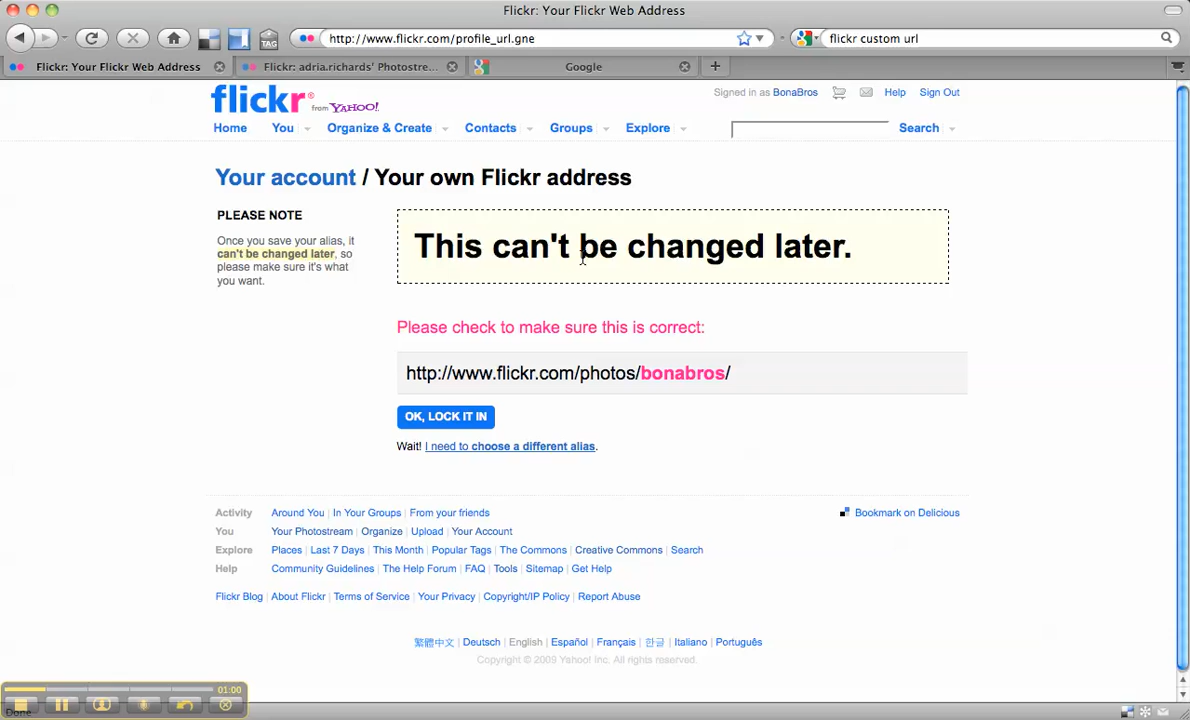 Flickr: Your Flickr Web Address
TAG
http://www.flickr.com/profile_url.gne
flickr custom url
Flickr: Your Flickr Web Address
Flickr: adria.richards' Photostre...
Google
flickr® from YAHOO!
Signed in as BonaBros Help Sign Out
Home You Organize & Create Contacts Groups Explore Search
Your account / Your own Flickr address
PLEASE NOTE
Once you save your alias, it
can't be changed later, so
please make sure it's what
you want.
This can't be changed later.
Please check to make sure this is correct:
http://www.flickr.com/photos/bonabros/
OK, LOCK IT IN
Wait! I need to choose a different alias.
Activity Around You | In Your Groups | From your friends
Bookmark on Delicious
You Your Photostream | Organize | Upload | Your Account
Explore Places | Last 7 Days | This Month | Popular Tags | The Commons | Creative Commons | Search
Help Community Guidelines | The Help Forum | FAQ | Tools | Sitemap | Get Help
Flickr Blog | About Flickr | Terms of Service | Your Privacy | Copyright/IP Policy | Report Abuse
繁體中文 | Deutsch | English | Español | Français | 한글 | Italiano | Português
Copyright © 2009 Yahoo! Inc. All rights reserved.
01:00
Done